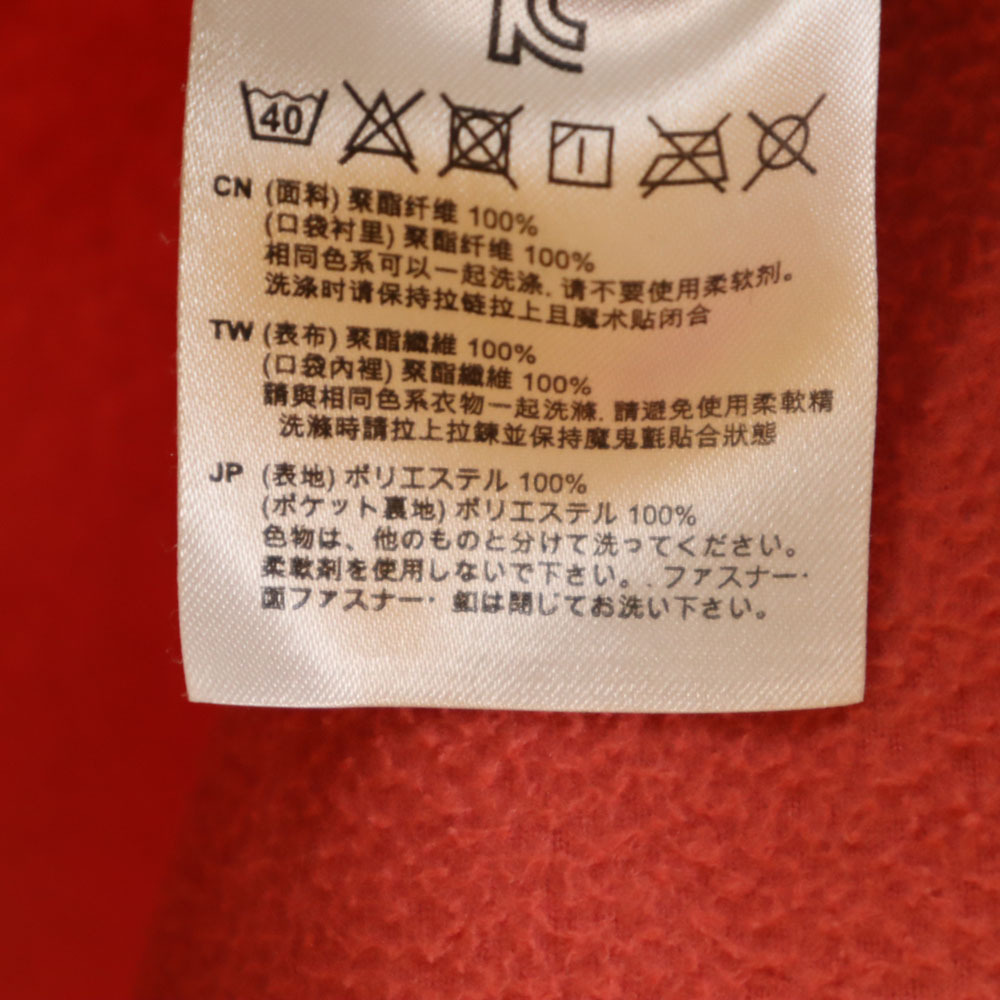 40
CN (面料) 聚酯纤维 100%
(口袋衬里) 聚酯纤维 100%
相同色系可以一起洗涤. 请不要使用柔软剂。
洗涤时请保持拉链拉上且魔术贴闭合
TW (表布) 聚酯纖維 100%
(口袋內裡) 聚酯纖維 100%
請與相同色系衣物一起洗滌. 請避免使用柔軟精
洗滌時請拉上拉鍊並保持魔鬼氈貼合狀態
JP (表地) ポリエステル 100%
(ポケット裏地) ポリエステル 100%
色物は、他のものと分けて洗ってください。
柔軟剤を使用しないで下さい。. ファスナー・
面ファスナー・ 釦は閉じてお洗い下さい。